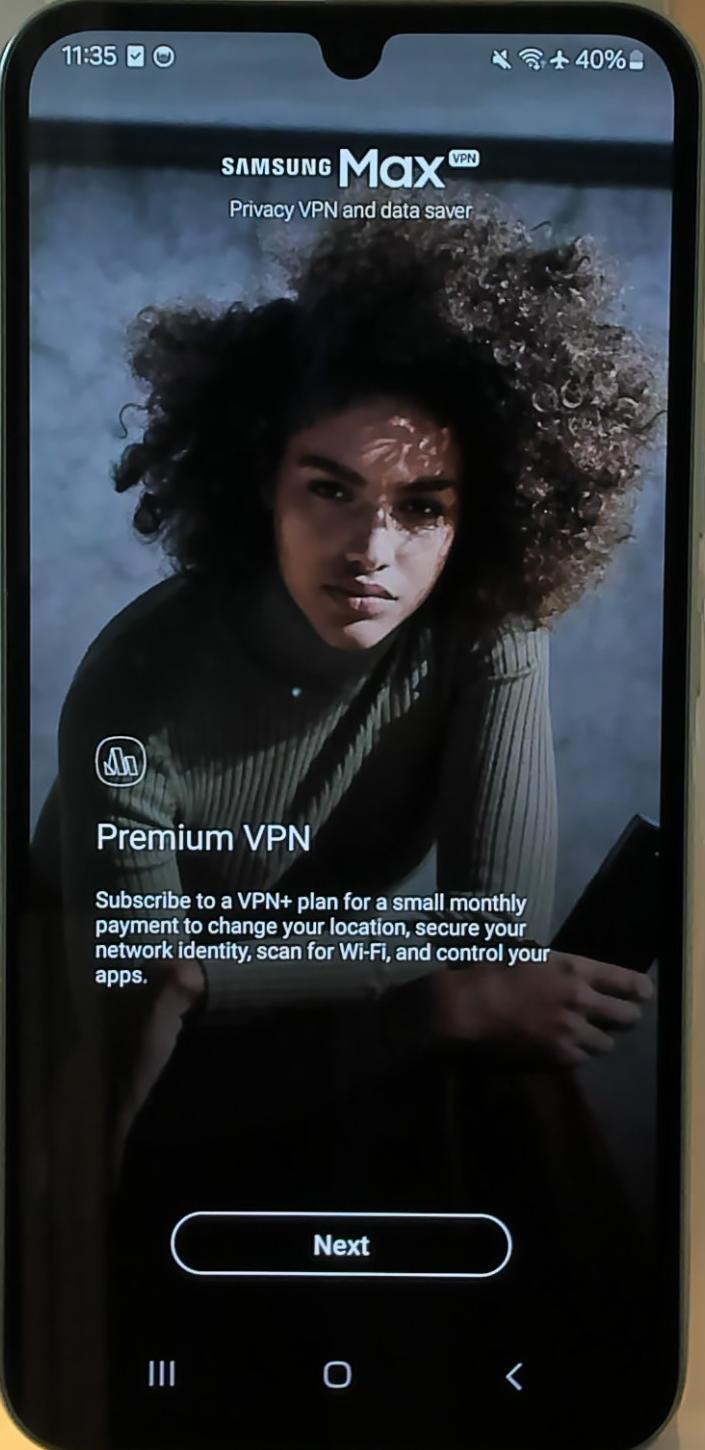 11:35 40%
SAMSUNG Max VPN
Privacy VPN and data saver
Premium VPN
Subscribe to a VPN+ plan for a small monthly
payment to change your location, secure your
network identity, scan for Wi-Fi, and control your
apps.
Next